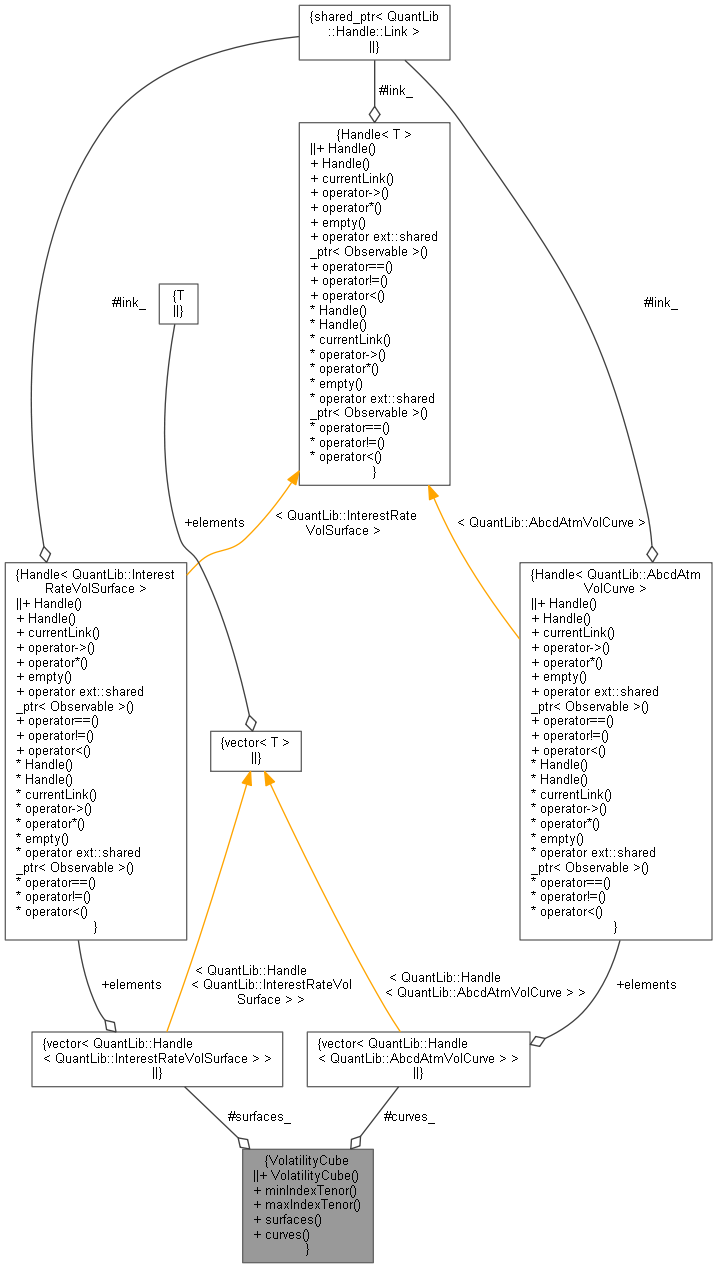 {shared_ptr< QuantLib
::Handle::Link >
||}
#link_
{Handle< T >
||+ Handle()
+ Handle()
+ currentLink()
+ operator->()
+ operator*()
+ empty()
+ operator ext::shared
_ptr< Observable >()
+ operator==()
+ operator!=()
+ operator<()
* Handle()
* Handle()
* currentLink()
* operator->()
* operator*()
* empty()
* operator ext::shared
_ptr< Observable >()
* operator==()
* operator!=()
* operator<()
}
#link_
{T
||}
#link_
+elements
< QuantLib::InterestRate
VolSurface >
< QuantLib::AbcdAtmVolCurve >
{Handle< QuantLib::Interest
RateVolSurface >
||+ Handle()
+ Handle()
+ currentLink()
+ operator->()
+ operator*()
+ empty()
+ operator ext::shared
_ptr< Observable >()
+ operator==()
+ operator!=()
+ operator<()
* Handle()
* Handle()
* currentLink()
* operator->()
* operator*()
* empty()
* operator ext::shared
_ptr< Observable >()
* operator==()
* operator!=()
* operator<()
}
{vector< T >
||}
{Handle< QuantLib::AbcdAtm
VolCurve >
||+ Handle()
+ Handle()
+ currentLink()
+ operator->()
+ operator*()
+ empty()
+ operator ext::shared
_ptr< Observable >()
+ operator==()
+ operator!=()
+ operator<()
* Handle()
* Handle()
* currentLink()
* operator->()
* operator*()
* empty()
* operator ext::shared
_ptr< Observable >()
* operator==()
* operator!=()
* operator<()
}
+elements
< QuantLib::Handle
< QuantLib::InterestRateVol
Surface > >
< QuantLib::Handle
< QuantLib::AbcdAtmVolCurve > >
+elements
{vector< QuantLib::Handle
< QuantLib::InterestRateVolSurface > >
||}
{vector< QuantLib::Handle
< QuantLib::AbcdAtmVolCurve > >
||}
#surfaces_
#curves_
{VolatilityCube
||+ VolatilityCube()
+ minIndexTenor()
+ maxIndexTenor()
+ surfaces()
+ curves()
}